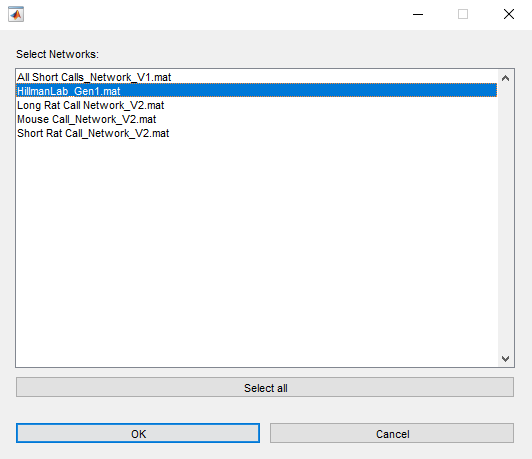 Select Networks:
All Short Calls_Network_V1.mat
HillmanLab_Gen1.mat
Long Rat Call Network_V2.mat
Mouse Call_Network_V2.mat
Short Rat Call_Network_V2.mat
Select all
OK
Cancel